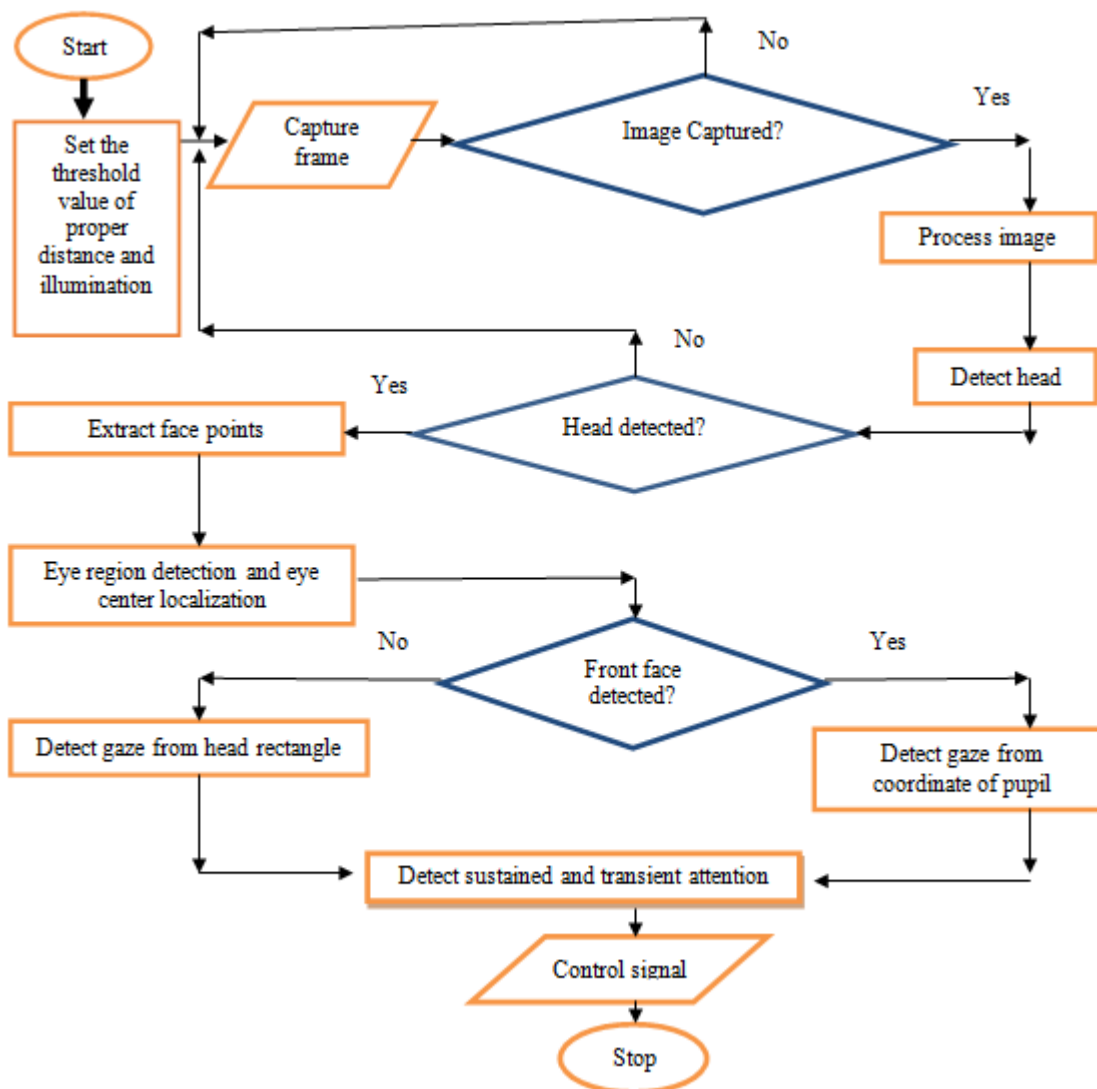 Start
No
Yes
Set the
threshold
value of
proper
distance and
illumination
Capture
frame
Image Captured?
Process image
No
Yes
Detect head
Extract face points
Head detected?
Eye region detection and eye
center localization
No
Yes
Front face
detected?
Detect gaze from head rectangle
Detect gaze from
coordinate of pupil
Detect sustained and transient attention
Control signal
Stop